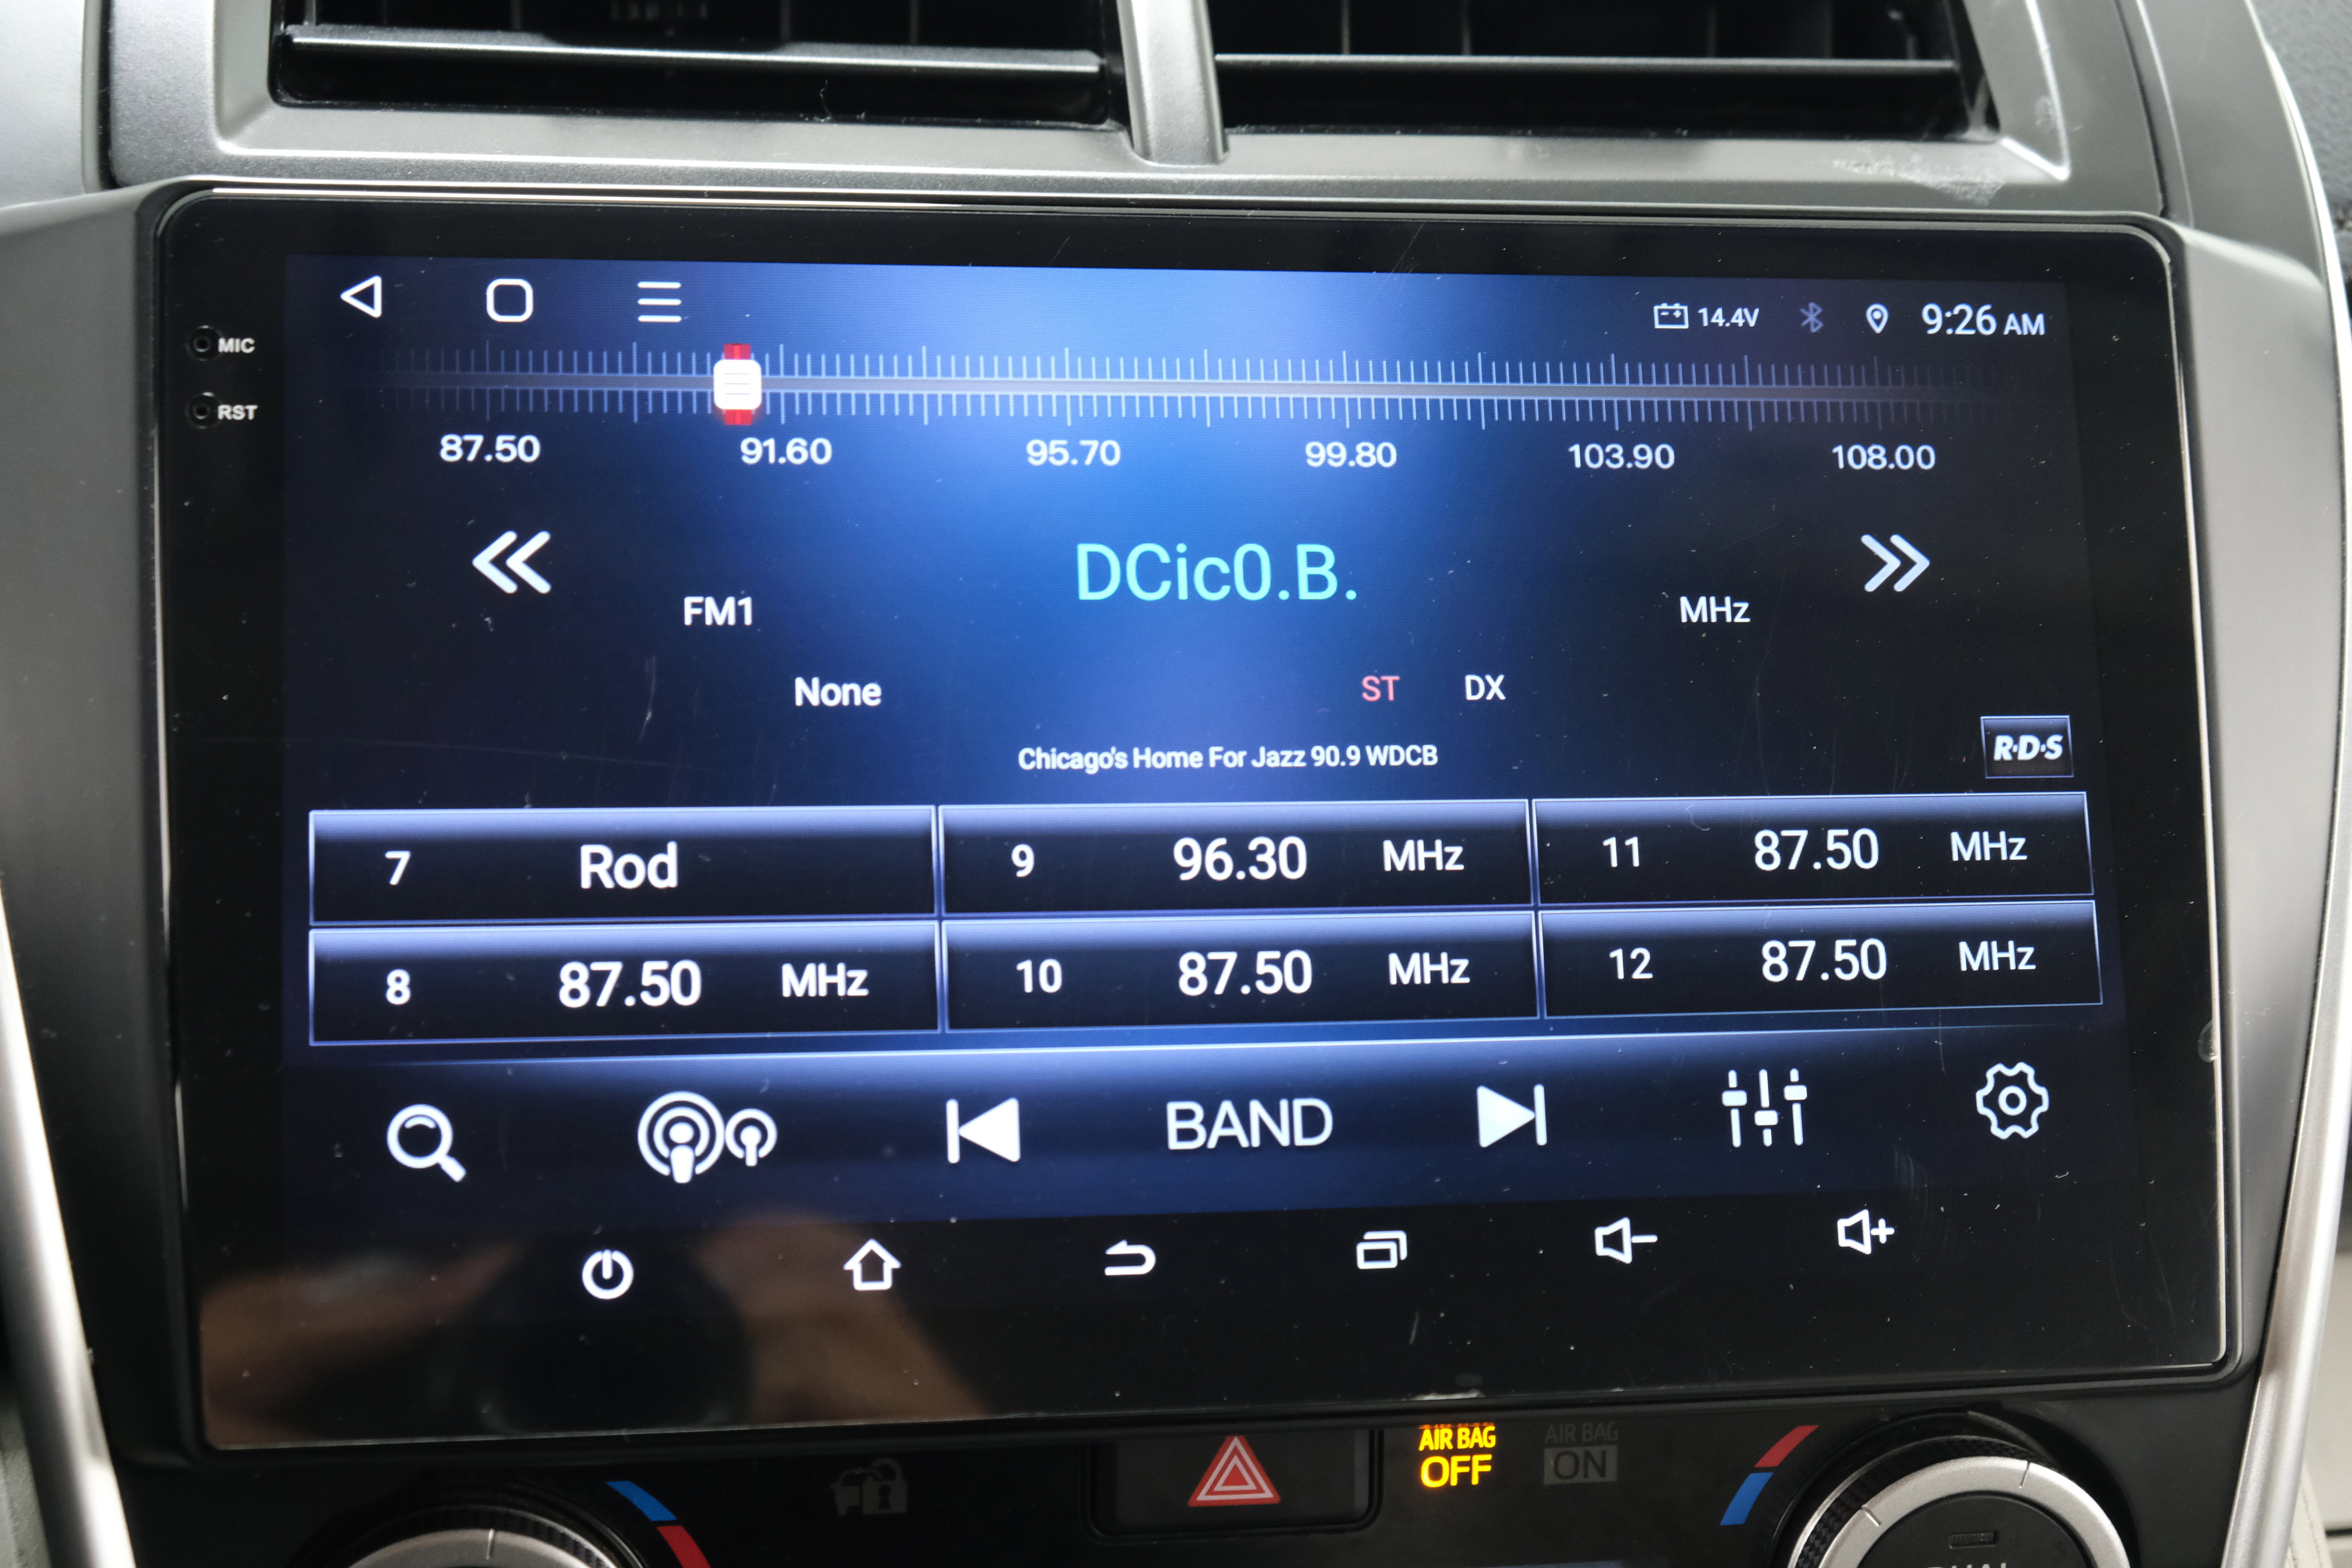 14.4V 9:26 AM
MIC
RST
87.50 91.60 95.70 99.80 103.90 108.00
DCic0.B.
FM1 MHz
None ST DX
Chicago's Home For Jazz 90.9 WDCB
R·D·S
7 Rod 9 96.30 MHz 11 87.50 MHz
8 87.50 MHz 10 87.50 MHz 12 87.50 MHz
BAND
AIR BAG AIR BAG
OFF ON
DUAL